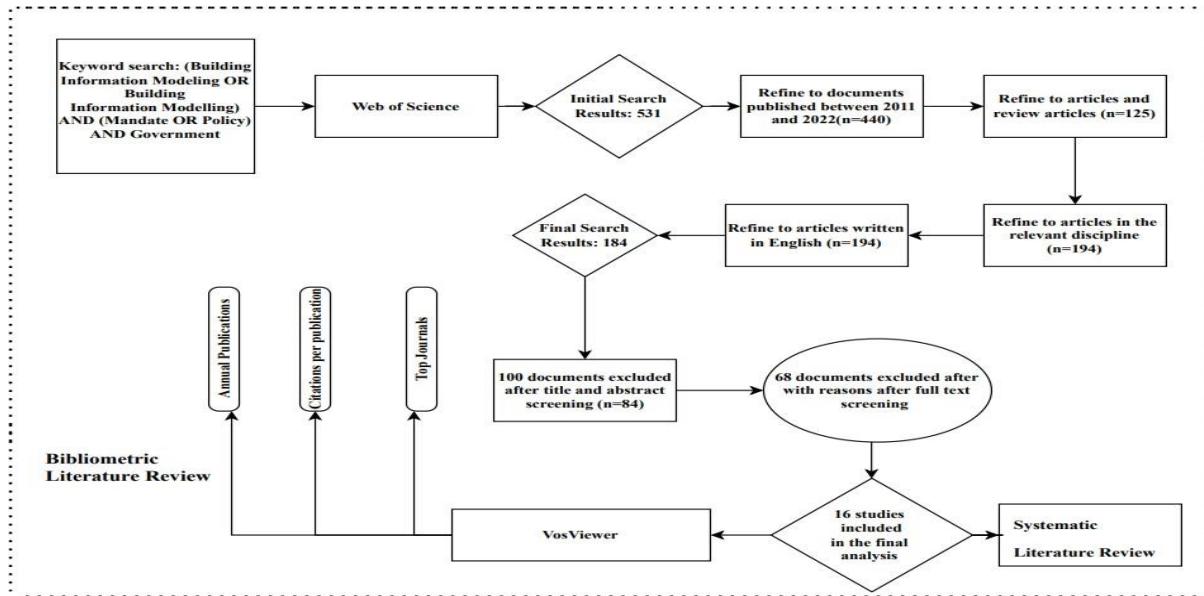 Keyword search: (Building
Information Modeling OR
Building
Information Modelling)
AND (Mandate OR Policy)
AND Government
Web of Science
Initial Search
Results: 531
Refine to documents
published between 2011
and 2022(n=440)
Refine to articles and
review articles (n=125)
Refine to articles in the
relevant discipline
(n=194)
Refine to articles written
in English (n=194)
Final Search
Results: 184
100 documents excluded
after title and abstract
screening (n=84)
68 documents excluded after
with reasons after full text
screening
16 studies
included
in the final
analysis
Systematic
Literature Review
VosViewer
Top Journals
Citations per publication
Annual Publications
Bibliometric
Literature Review